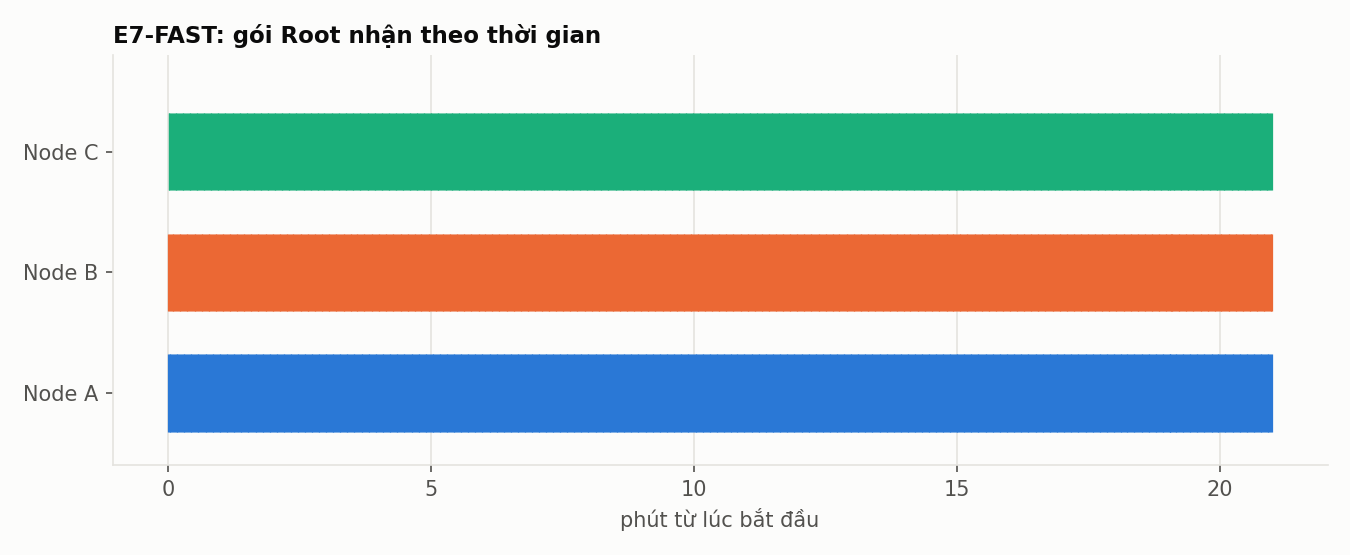 E7-FAST: gói Root nhận theo thời gian
Node C
Node B
Node A
0 5 10 15 20
phút từ lúc bắt đầu